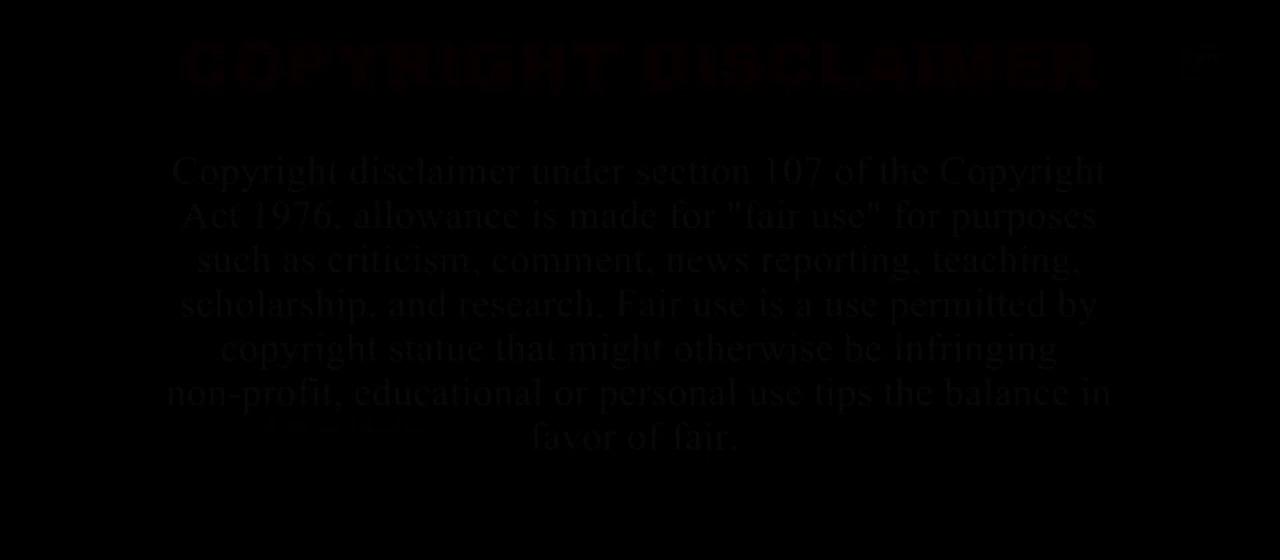 COPYRIGHT DISCLAIMER
Copyright disclaimer under section 107 of the Copyright
Act 1976, allowance is made for "fair use" for purposes
such as criticism, comment, news reporting, teaching,
scholarship, and research. Fair use is a use permitted by
copyright statue that might otherwise be infringing
non-profit, educational or personal use tips the balance in
favor of fair.